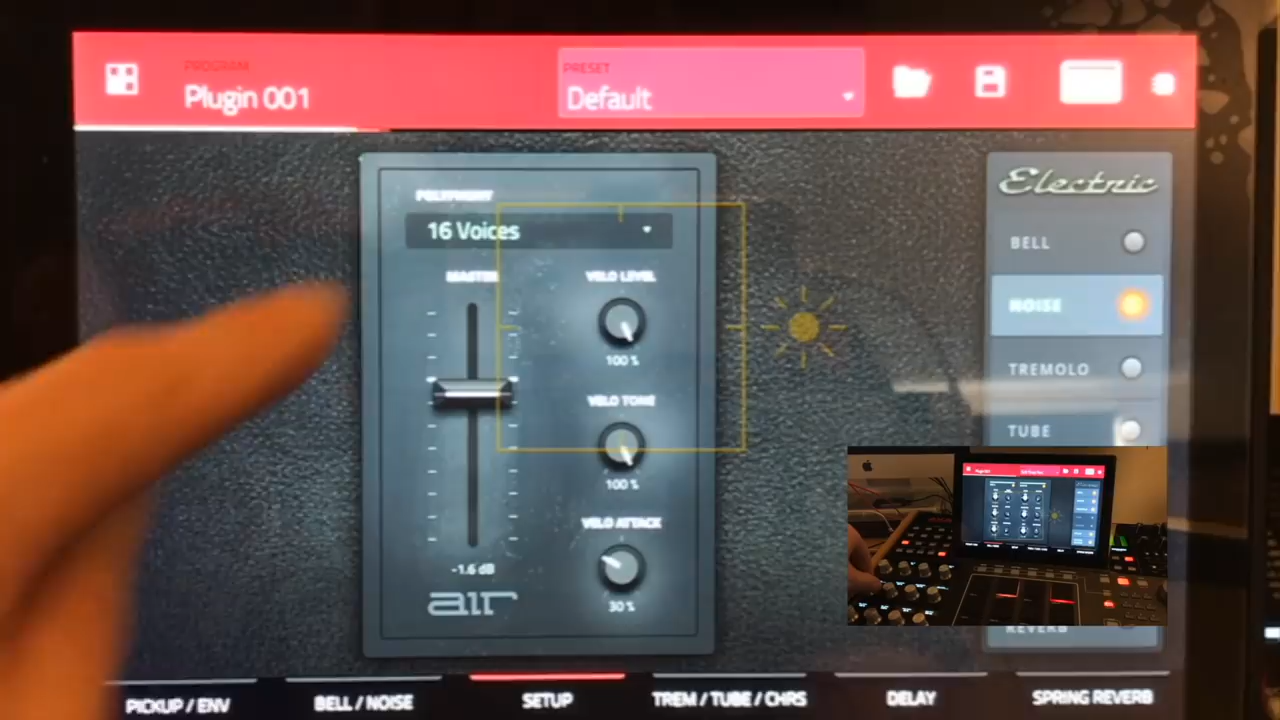 PROGRAM
Plugin 001
PRESET
Default
POLYPHONY
16 Voices
MASTER
-1.6 dB
VELO LEVEL
100 %
VELO TONE
100 %
VELO ATTACK
30 %
air
Electric
BELL
NOISE
TREMOLO
TUBE
REVERB
PICKUP / ENV
BELL / NOISE
SETUP
TREM / TUBE / CHRS
DELAY
SPRING REVERB